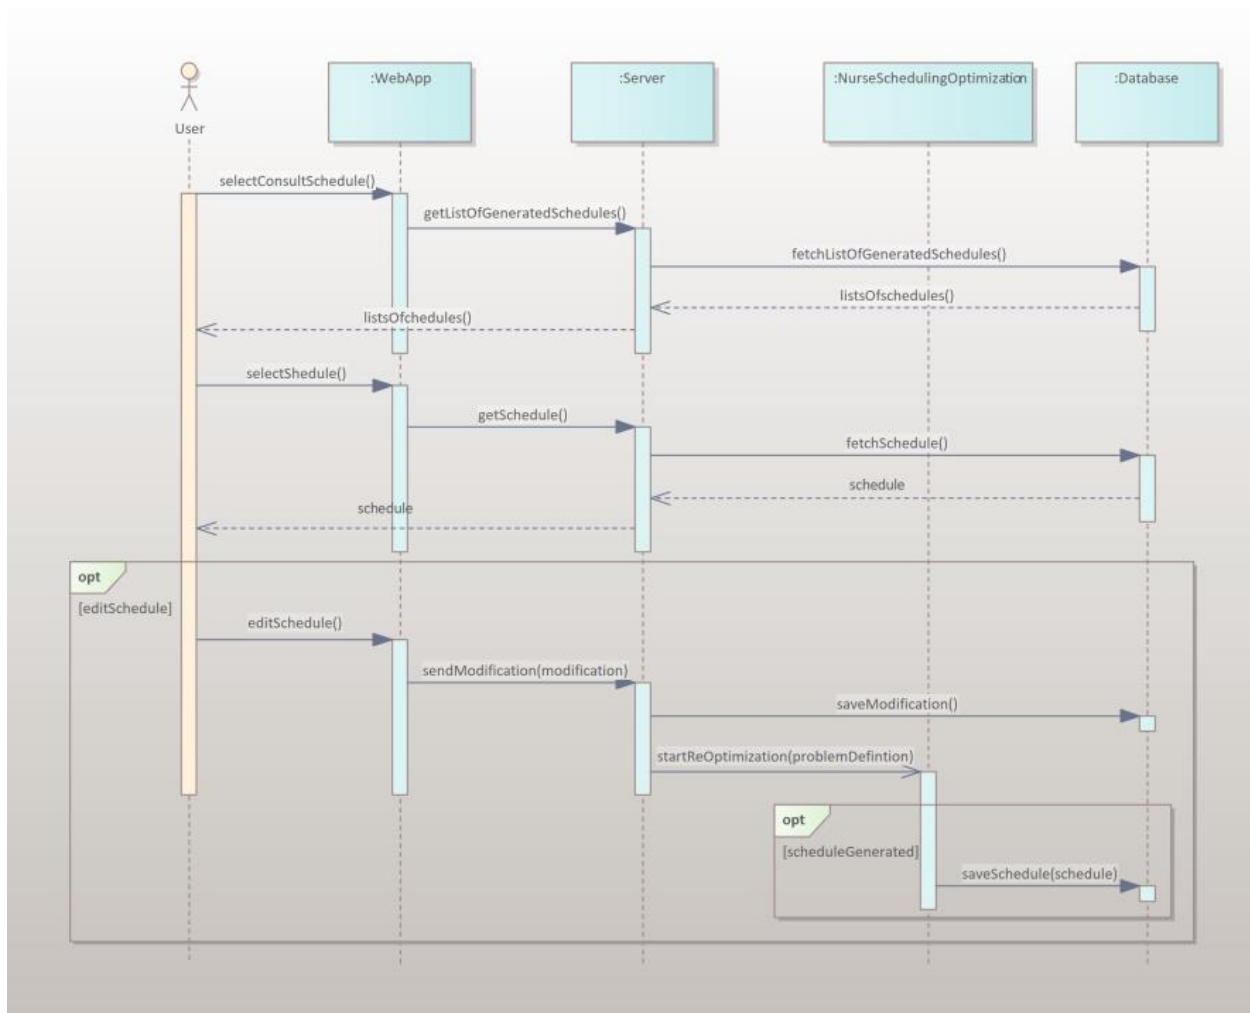 :WebApp
:Server
:NurseSchedulingOptimization
:Database
User
selectConsultSchedule()
getListOfGeneratedSchedules()
fetchListOfGeneratedSchedules()
listsOfschedules()
listsOfchedules()
selectShedule()
getSchedule()
fetchSchedule()
schedule
schedule
opt
[editSchedule]
editSchedule()
sendModification(modification)
saveModification()
startReOptimization(problemDefintion)
opt
[scheduleGenerated]
saveSchedule(schedule)